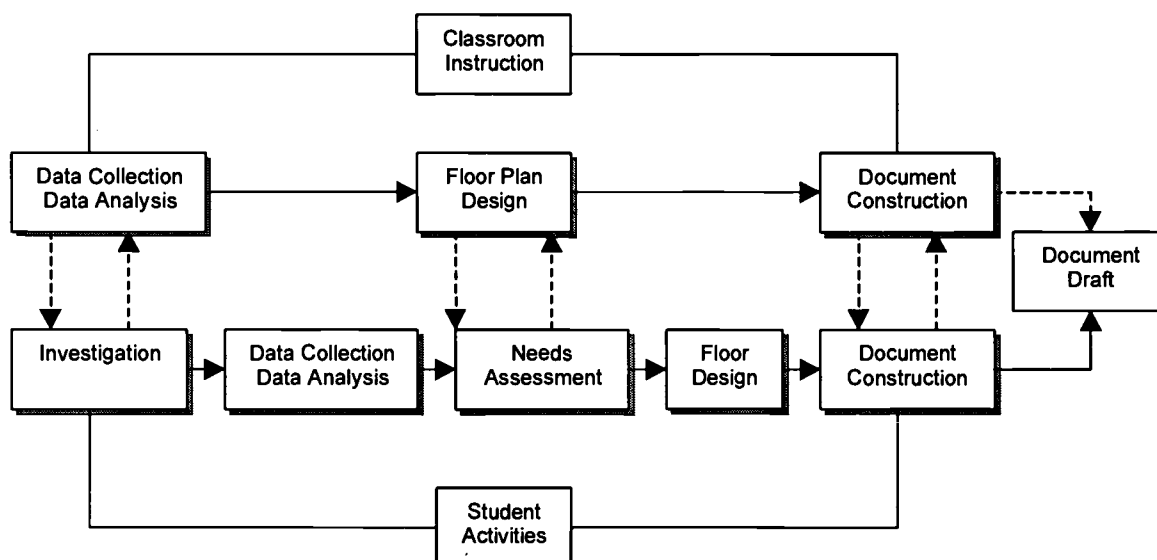 Classroom
Instruction
Data Collection
Data Analysis
Floor Plan
Design
Document
Construction
Document
Draft
Investigation
Data Collection
Data Analysis
Needs
Assessment
Floor
Design
Document
Construction
Student
Activities